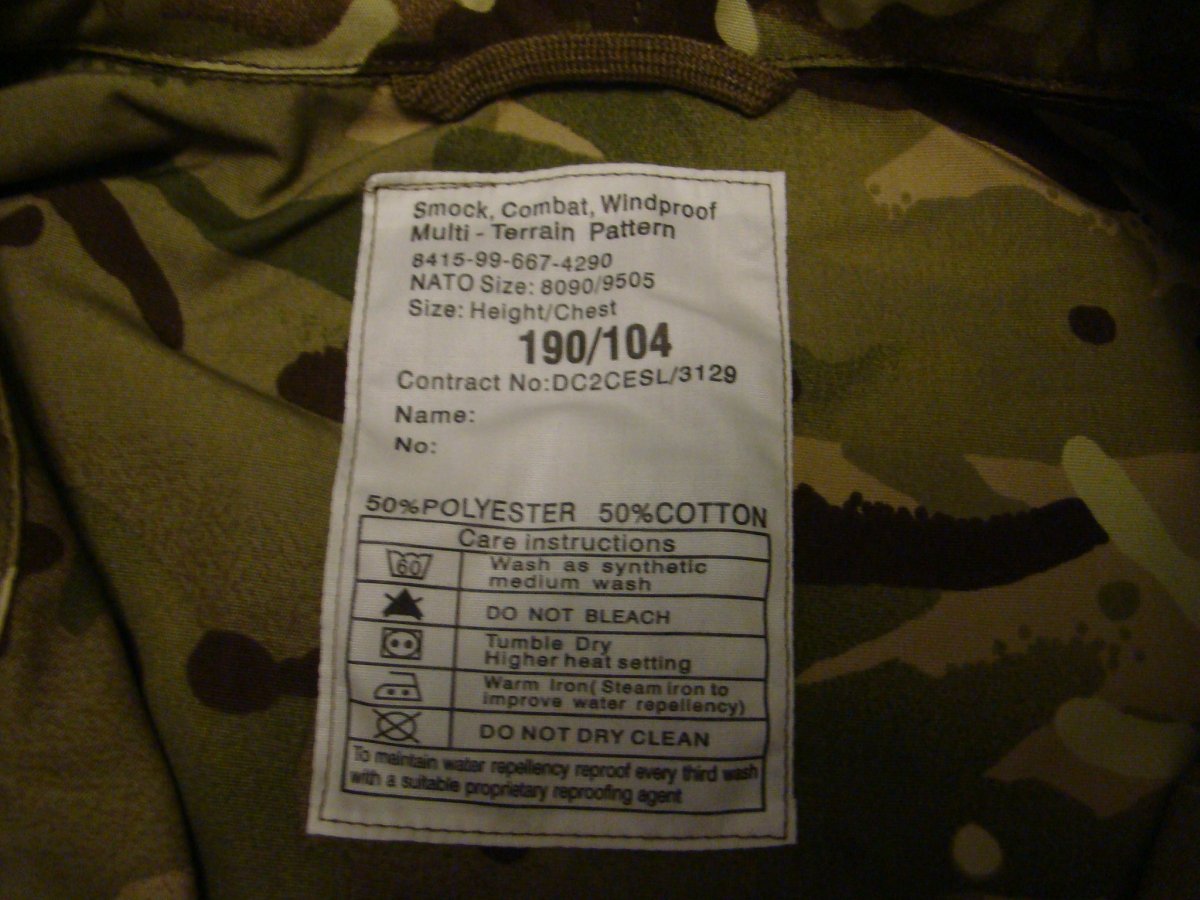 Smock, Combat, Windproof
Multi - Terrain Pattern
8415-99-667-4290
NATO Size: 8090/9505
Size: Height/Chest
190/104
Contract No:DC2CESL/3129
Name:
No:
50%POLYESTER 50%COTTON
Care instructions
60
Wash as synthetic
medium wash
DO NOT BLEACH
Tumble Dry
Higher heat setting
Warm Iron( Steam iron to
improve water repellency)
DO NOT DRY CLEAN
To maintain water repellency reproof every third wash
with a suitable proprietary reproofing agent